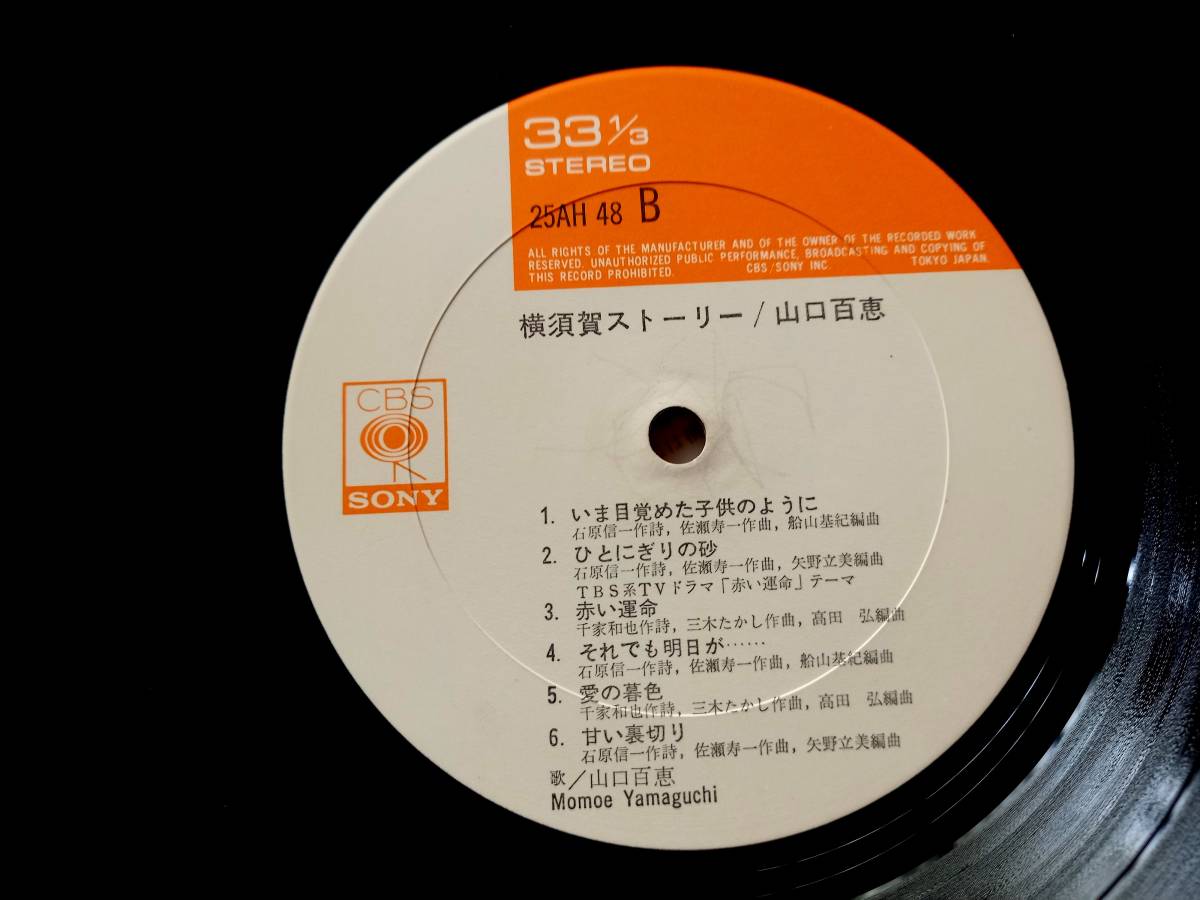 33 1/3
STEREO
25AH 48 B
ALL RIGHTS OF THE MANUFACTURER AND OF THE OWNER OF THE RECORDED WORK
RESERVED. UNAUTHORIZED PUBLIC PERFORMANCE, BROADCASTING AND COPYING OF
THIS RECORD PROHIBITED. CBS/SONY INC. TOKYO JAPAN.
横須賀ストーリー/山口百恵
CBS
SONY
1. いま目覚めた子供のように
石原信一作詩, 佐瀬寿一作曲, 船山基紀編曲
2. ひとにぎりの砂
石原信一作詩, 佐瀬寿一作曲, 矢野立美編曲
TBS系TVドラマ「赤い運命」テーマ
3. 赤い運命
千家和也作詩, 三木たかし作曲, 高田 弘編曲
4. それでも明日が……
石原信一作詩, 佐瀬寿一作曲, 船山基紀編曲
5. 愛の暮色
千家和也作詩, 三木たかし作曲, 高田 弘編曲
6. 甘い裏切り
石原信一作詩, 佐瀬寿一作曲, 矢野立美編曲
歌/山口百恵
Momoe Yamaguchi